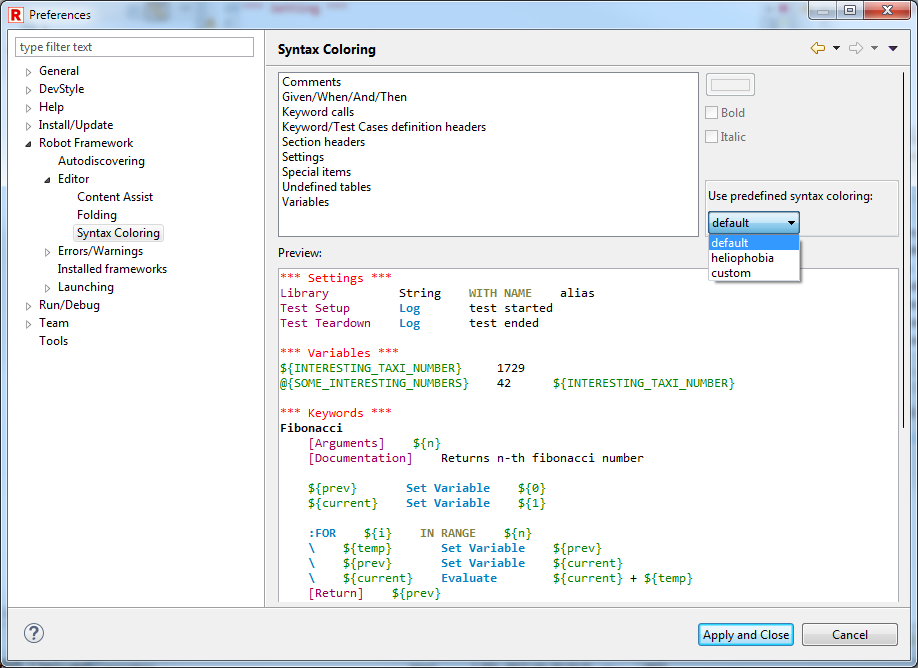 R Preferences
type filter text
General
DevStyle
Help
Install/Update
Robot Framework
Autodiscovering
Editor
Content Assist
Folding
Syntax Coloring
Errors/Warnings
Installed frameworks
Launching
Run/Debug
Team
Tools
Syntax Coloring
Comments
Given/When/And/Then
Keyword calls
Keyword/Test Cases definition headers
Section headers
Settings
Special items
Undefined tables
Variables
Bold
Italic
Use predefined syntax coloring:
default
default
heliophobia
custom
Preview:
*** Settings ***
Library String WITH NAME alias
Test Setup Log test started
Test Teardown Log test ended
*** Variables ***
${INTERESTING_TAXI_NUMBER} 1729
@{SOME_INTERESTING_NUMBERS} 42 ${INTERESTING_TAXI_NUMBER}
*** Keywords ***
Fibonacci
[Arguments] ${n}
[Documentation] Returns n-th fibonacci number
${prev} Set Variable ${0}
${current} Set Variable ${1}
:FOR ${i} IN RANGE ${n}
\ ${temp} Set Variable ${prev}
\ ${prev} Set Variable ${current}
\ ${current} Evaluate ${current} + ${temp}
[Return] ${prev}
?
Apply and Close
Cancel